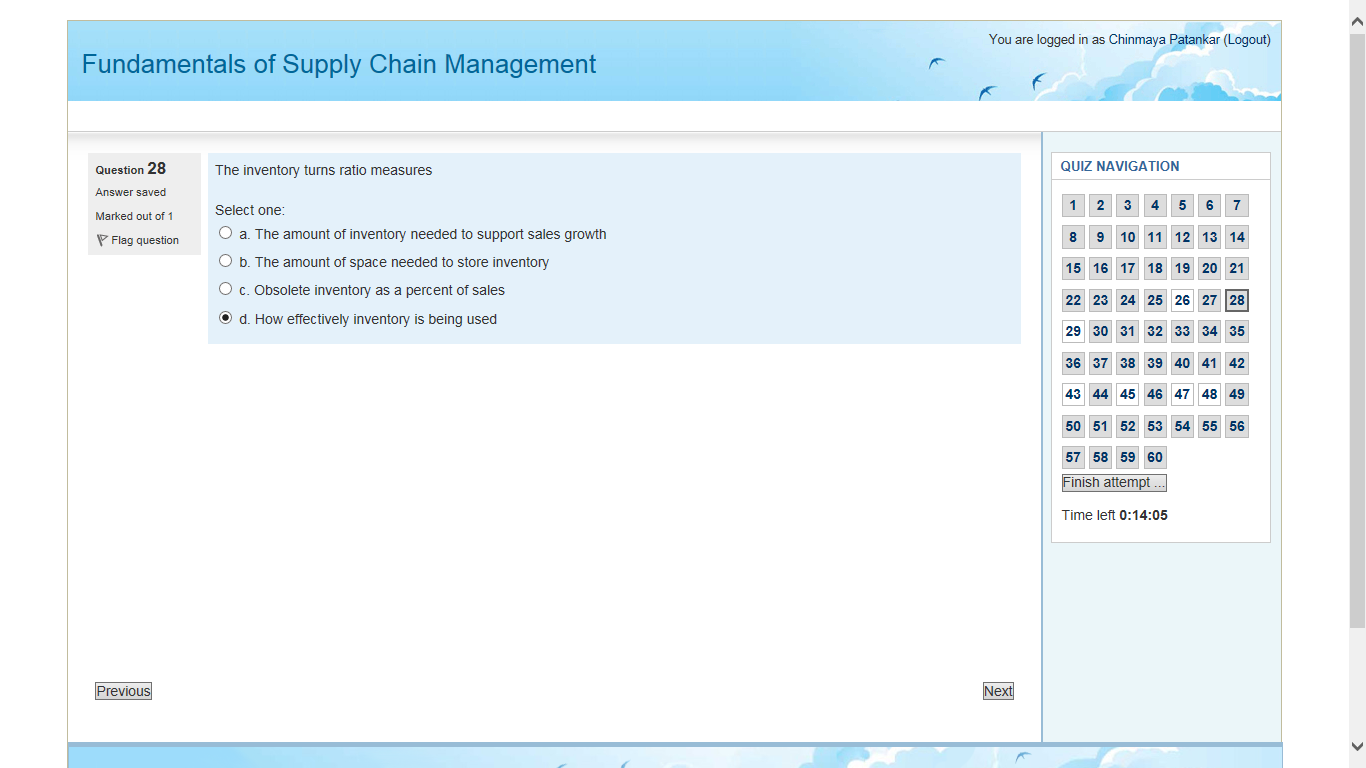 You are logged in as Chinmaya Patankar (Logout)
Fundamentals of Supply Chain Management
Question 28
Answer saved
Marked out of 1
Flag question
The inventory turns ratio measures
Select one:
a. The amount of inventory needed to support sales growth
b. The amount of space needed to store inventory
c. Obsolete inventory as a percent of sales
d. How effectively inventory is being used
Previous
Next
QUIZ NAVIGATION
1 2 3 4 5 6 7
8 9 10 11 12 13 14
15 16 17 18 19 20 21
22 23 24 25 26 27 28
29 30 31 32 33 34 35
36 37 38 39 40 41 42
43 44 45 46 47 48 49
50 51 52 53 54 55 56
57 58 59 60
Finish attempt ...
Time left 0:14:05